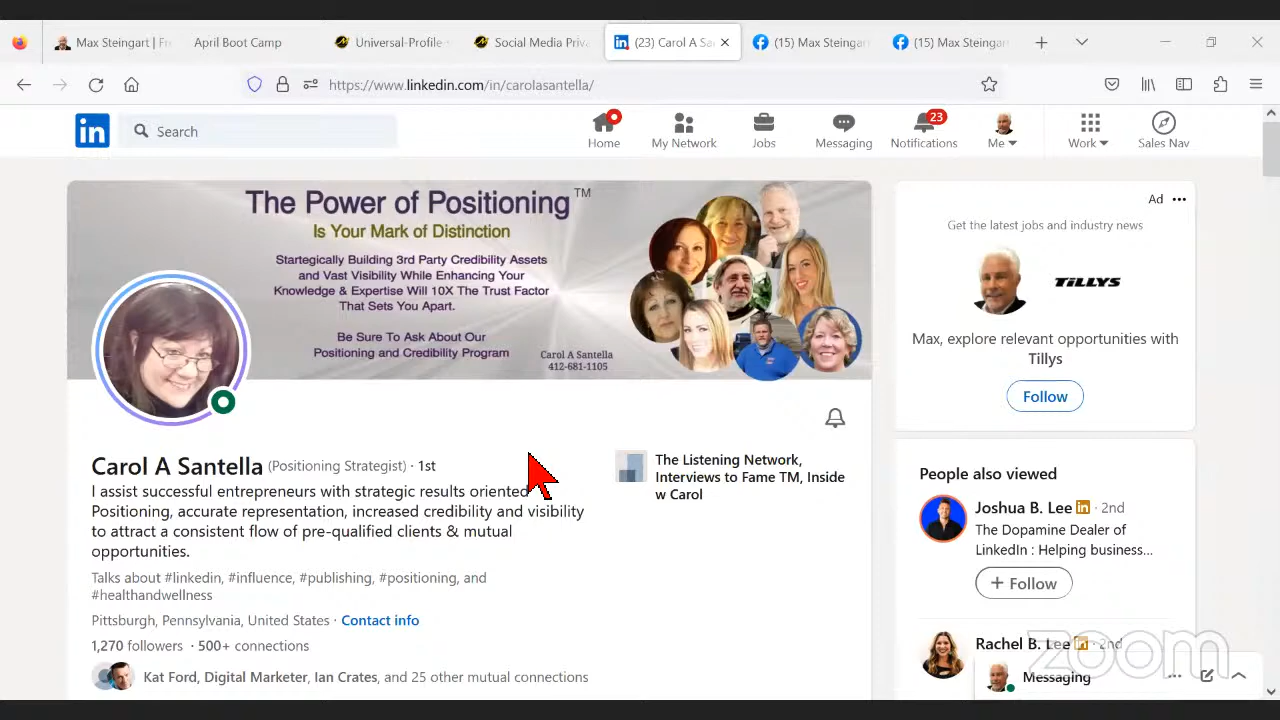 Max Steingart | Fr
April Boot Camp
Universal-Profile
Social Media Priva
(23) Carol A Sa
(15) Max Steingar
(15) Max Steingar
https://www.linkedin.com/in/carolasantella/
in
Search
Home
My Network
Jobs
Messaging
23
Notifications
Me
Work
Sales Nav
The Power of Positioning TM
Is Your Mark of Distinction
Startegically Building 3rd Party Credibility Assets
and Vast Visibility While Enhancing Your
Knowledge & Expertise Will 10X The Trust Factor
That Sets You Apart.
Be Sure To Ask About Our
Positioning and Credibility Program
Carol A Santella
412-681-1105
Carol A Santella (Positioning Strategist) · 1st
I assist successful entrepreneurs with strategic results oriented
Positioning, accurate representation, increased credibility and visibility
to attract a consistent flow of pre-qualified clients & mutual
opportunities.
Talks about #linkedin, #influence, #publishing, #positioning, and
#healthandwellness
Pittsburgh, Pennsylvania, United States · Contact info
1,270 followers · 500+ connections
Kat Ford, Digital Marketer, Ian Crates, and 25 other mutual connections
The Listening Network,
Interviews to Fame TM, Inside
w Carol
Ad
Get the latest jobs and industry news
TILLYS
Max, explore relevant opportunities with
Tillys
Follow
People also viewed
Joshua B. Lee in · 2nd
The Dopamine Dealer of
LinkedIn : Helping business...
+ Follow
Rachel B. Lee in · 2nd
Messaging
zoom